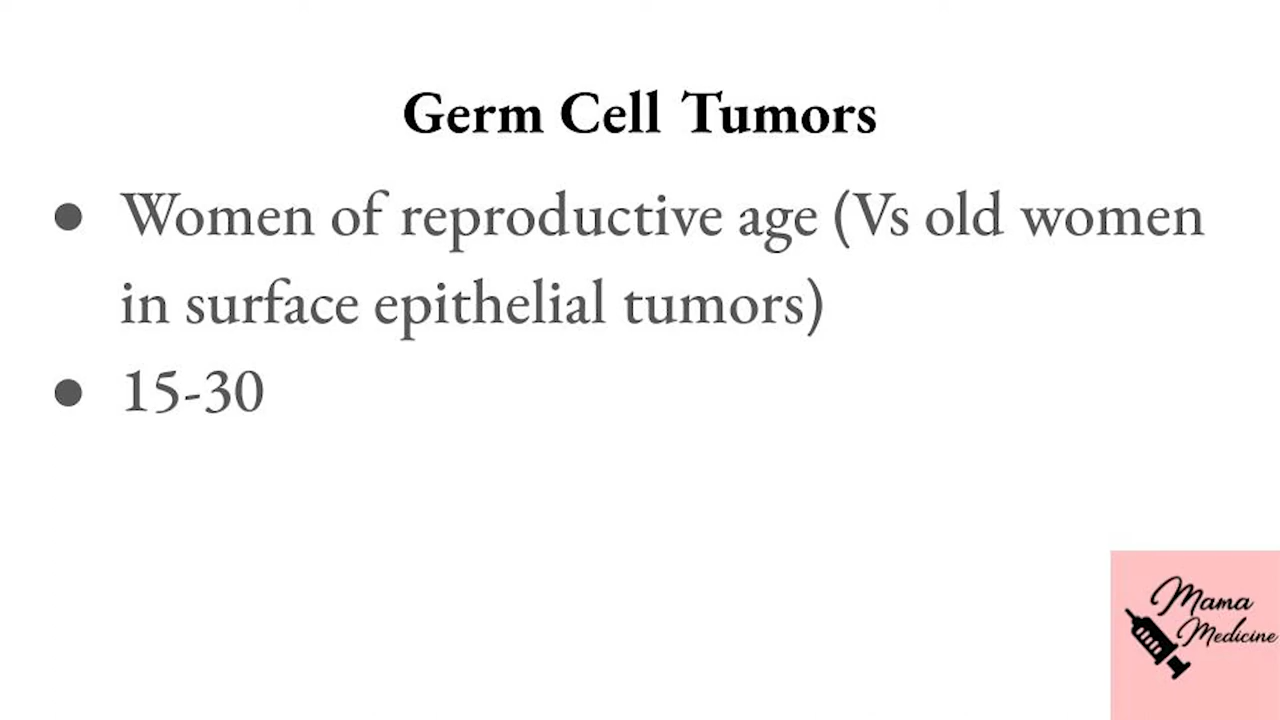 Germ Cell Tumors
● Women of reproductive age (Vs old women
in surface epithelial tumors)
● 15-30
Mama
Medicine